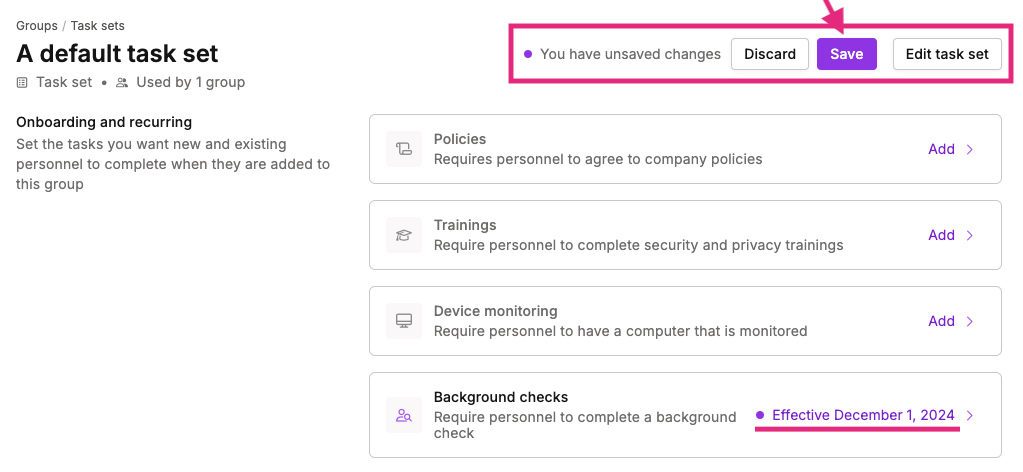 Groups / Task sets
A default task set
Task set • Used by 1 group
You have unsaved changes
Discard
Save
Edit task set
Onboarding and recurring
Set the tasks you want new and existing
personnel to complete when they are added to
this group
Policies
Requires personnel to agree to company policies
Add
Trainings
Require personnel to complete security and privacy trainings
Add
Device monitoring
Require personnel to have a computer that is monitored
Add
Background checks
Require personnel to complete a background
check
Effective December 1, 2024